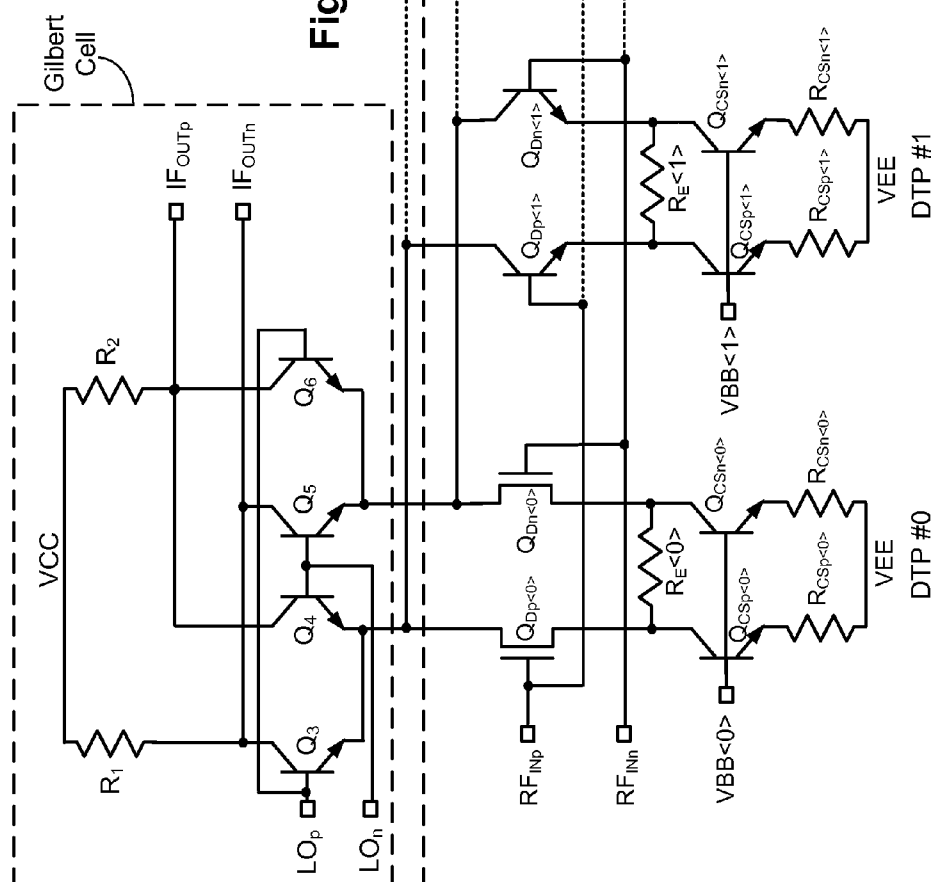 Fig
Gilbert
Cell
VCC
R1
R2
IFOUTp
IFOUTn
Q3
Q4
Q5
Q6
LOp
LOn
QDp<0>
QDn<0>
QDp<1>
QDn<1>
RFINp
RFINn
RE<0>
RE<1>
VBB<0>
QCSp<0>
QCSn<0>
VBB<1>
QCSp<1>
QCSn<1>
RCSp<0>
RCSn<0>
RCSp<1>
RCSn<1>
VEE
VEE
DTP #0
DTP #1